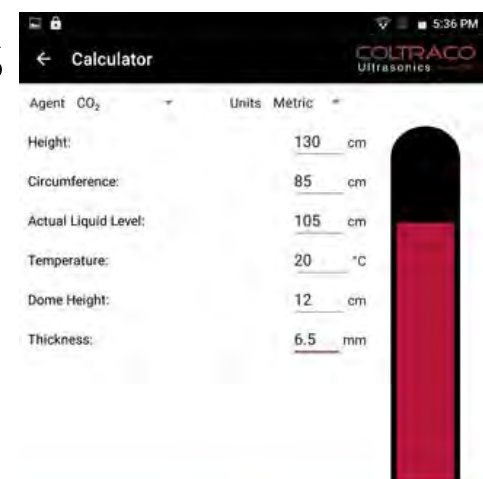 5:36 PM
Calculator
COLTRACO
Ultrasonics
Agent CO₂ Units Metric
Height: 130 cm
Circumference: 85 cm
Actual Liquid Level: 105 cm
Temperature: 20 °C
Dome Height: 12 cm
Thickness: 6.5 mm